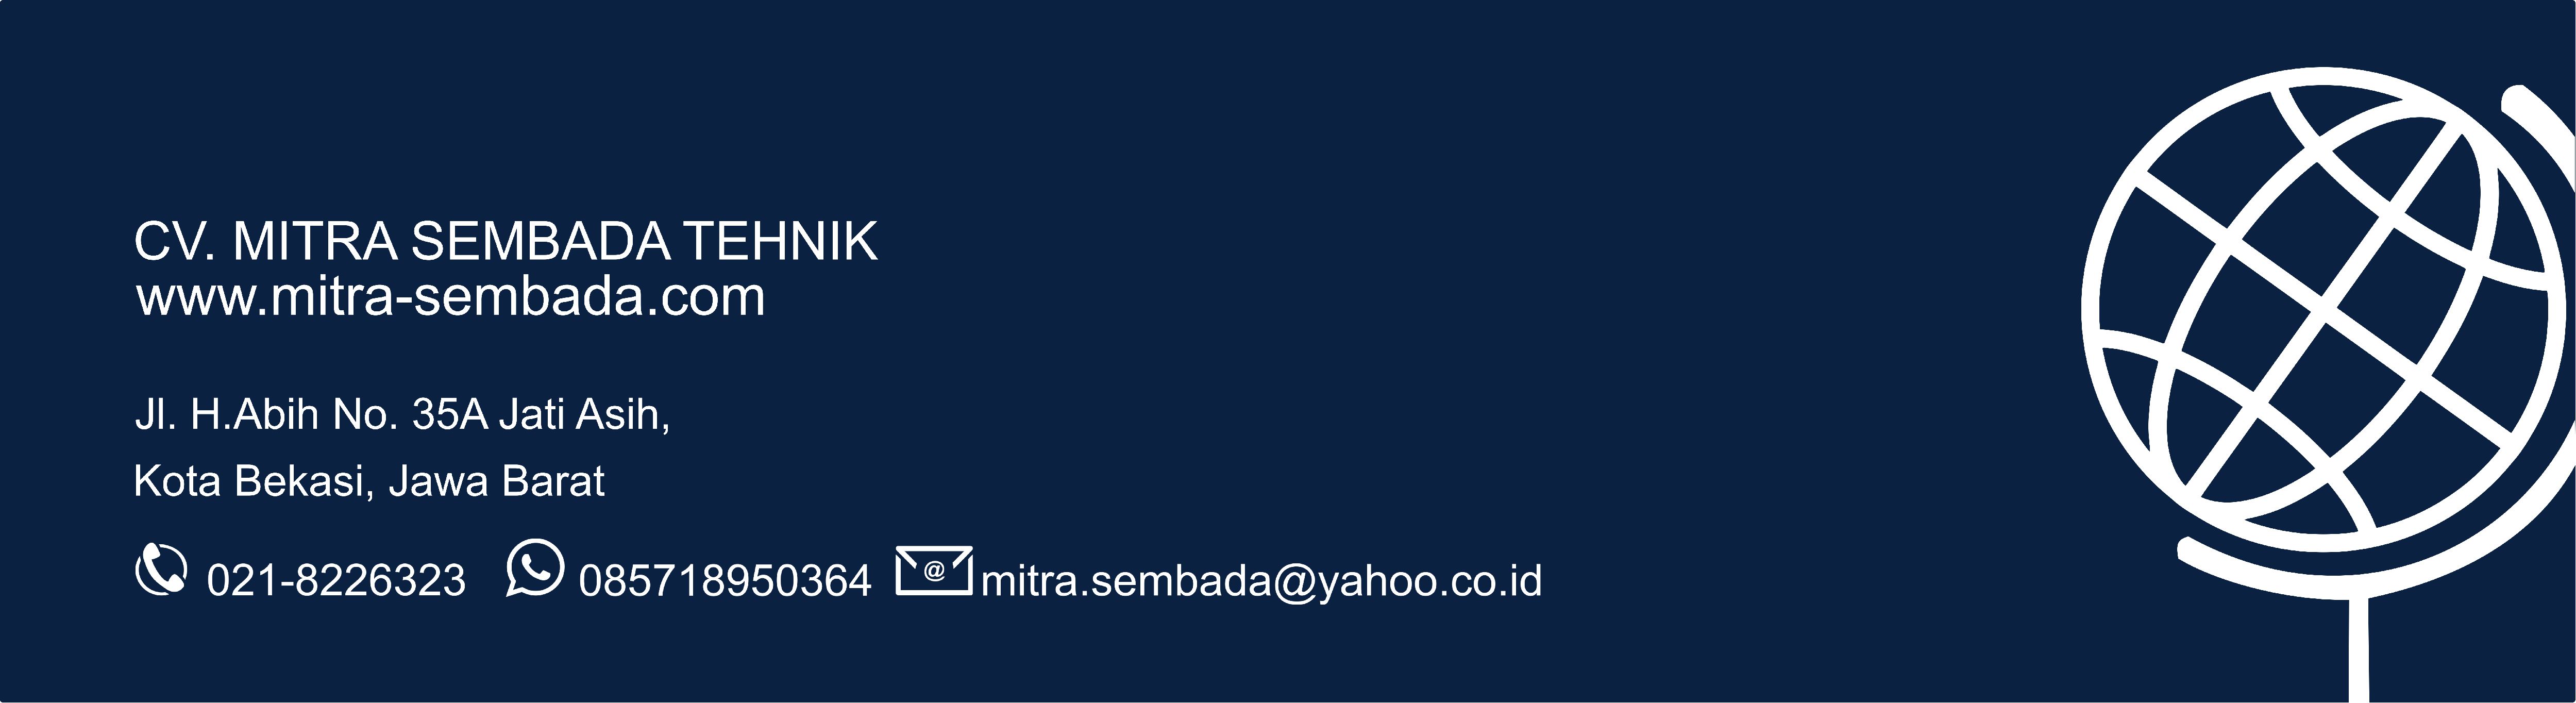 CV. MITRA SEMBADA TEHNIK
www.mitra-sembada.com
Jl. H.Abih No. 35A Jati Asih,
Kota Bekasi, Jawa Barat
021-8226323 085718950364 @ mitra.sembada@yahoo.co.id